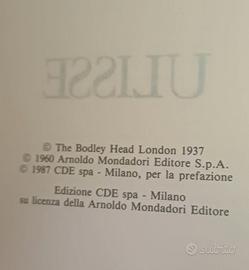 ULISSE
© The Bodley Head London 1937
© 1960 Arnoldo Mondadori Editore S.p.A.
© 1987 CDE spa - Milano, per la prefazione
Edizione CDE spa - Milano
su licenza della Arnoldo Mondadori Editore
subito